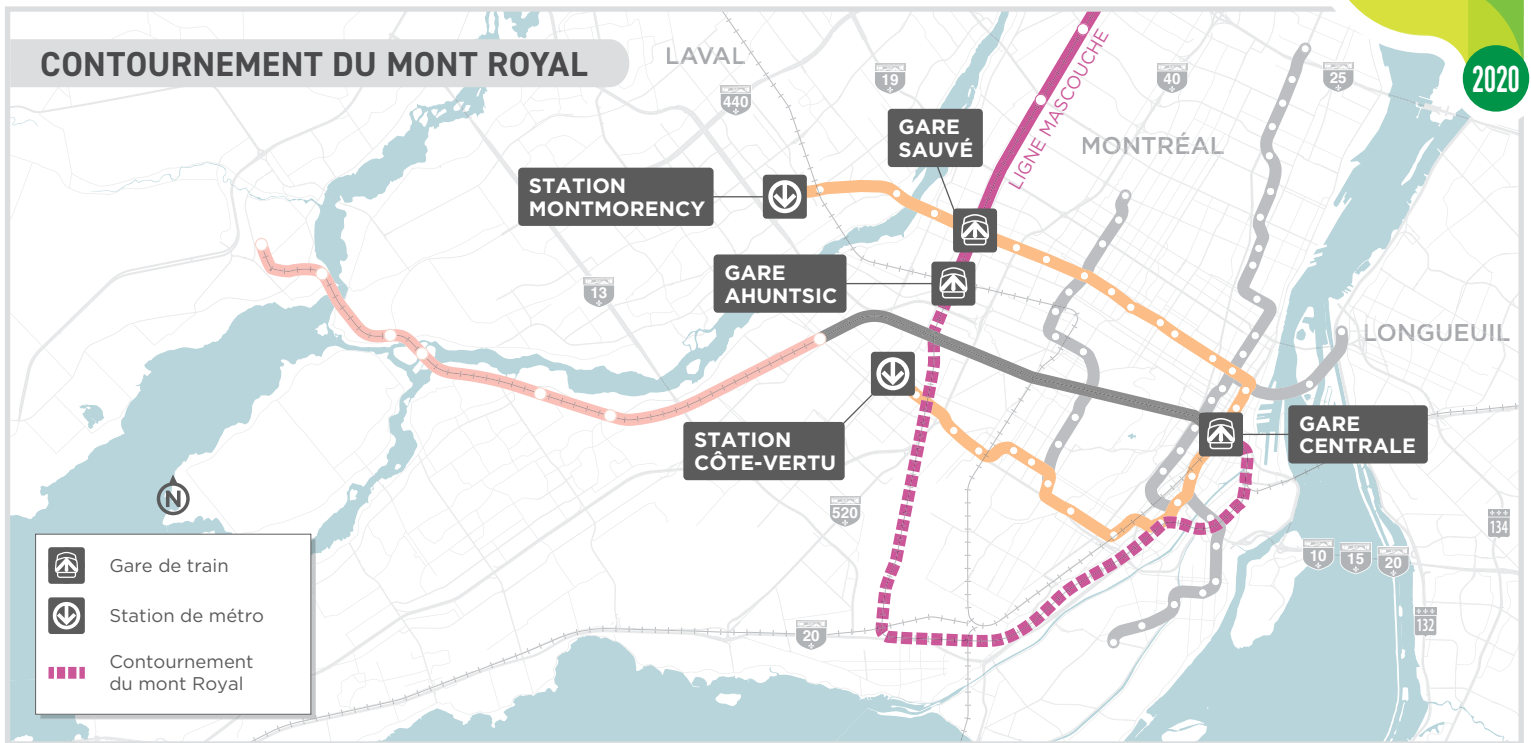 CONTOURNEMENT DU MONT ROYAL
2020
LAVAL
19
40
25
440
LIGNE MASCOUCHE
GARE
SAUVÉ
MONTRÉAL
STATION
MONTMORENCY
GARE
AHUNTSIC
13
LONGUEUIL
STATION
CÔTE-VERTU
GARE
CENTRALE
N
520
134
10
15
20
132
20
Gare de train
Station de métro
Contournement
du mont Royal